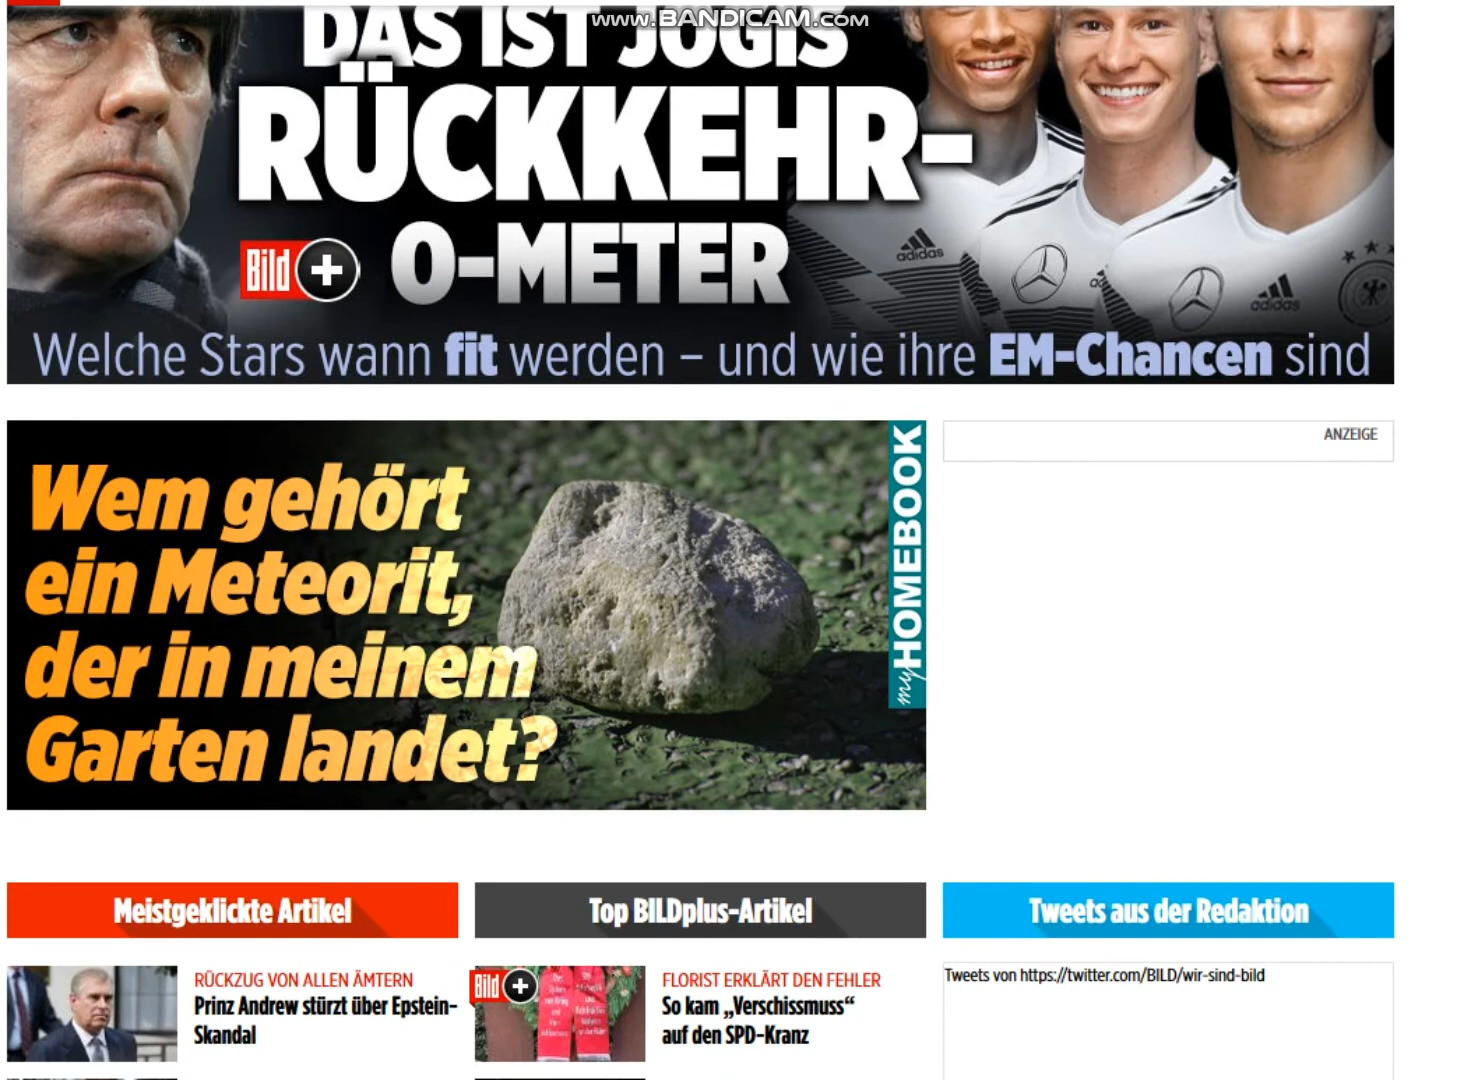 www.BANDICAM.com
DAS IST JOGIS
RÜCKKEHR-
O-METER
Bild +
adidas
adidas
Welche Stars wann fit werden – und wie ihre EM-Chancen sind
Wem gehört
ein Meteorit,
der in meinem
Garten landet?
myHOMEBOOK
ANZEIGE
Meistgeklickte Artikel
Top BILDplus-Artikel
Tweets aus der Redaktion
RÜCKZUG VON ALLEN ÄMTERN
Prinz Andrew stürzt über Epstein-
Skandal
Bild +
FLORIST ERKLÄRT DEN FEHLER
So kam „Verschissmuss“
auf den SPD-Kranz
Tweets von https://twitter.com/BILD/wir-sind-bild